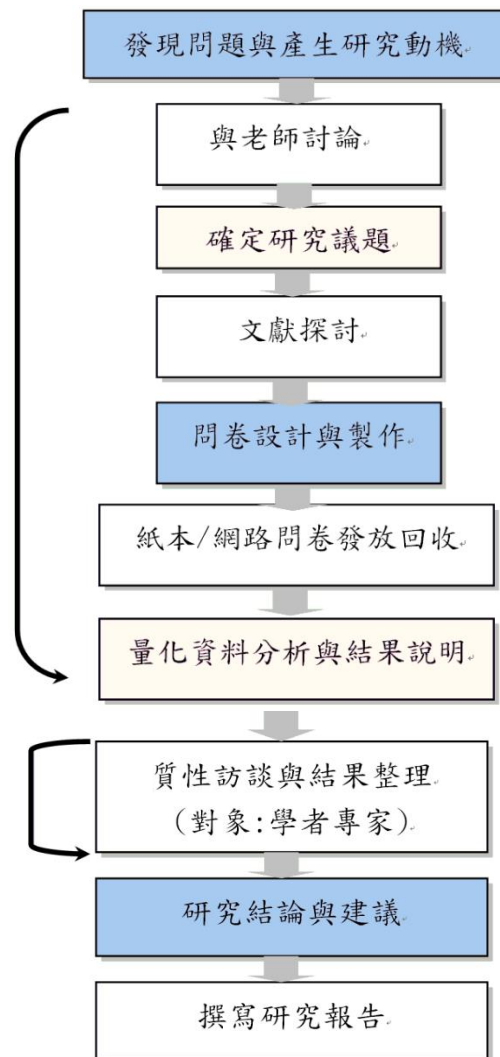 發現問題與產生研究動機
與老師討論
確定研究議題
文獻探討
問卷設計與製作
紙本/網路問卷發放回收
量化資料分析與結果說明
質性訪談與結果整理
(對象:學者專家)
研究結論與建議
撰寫研究報告